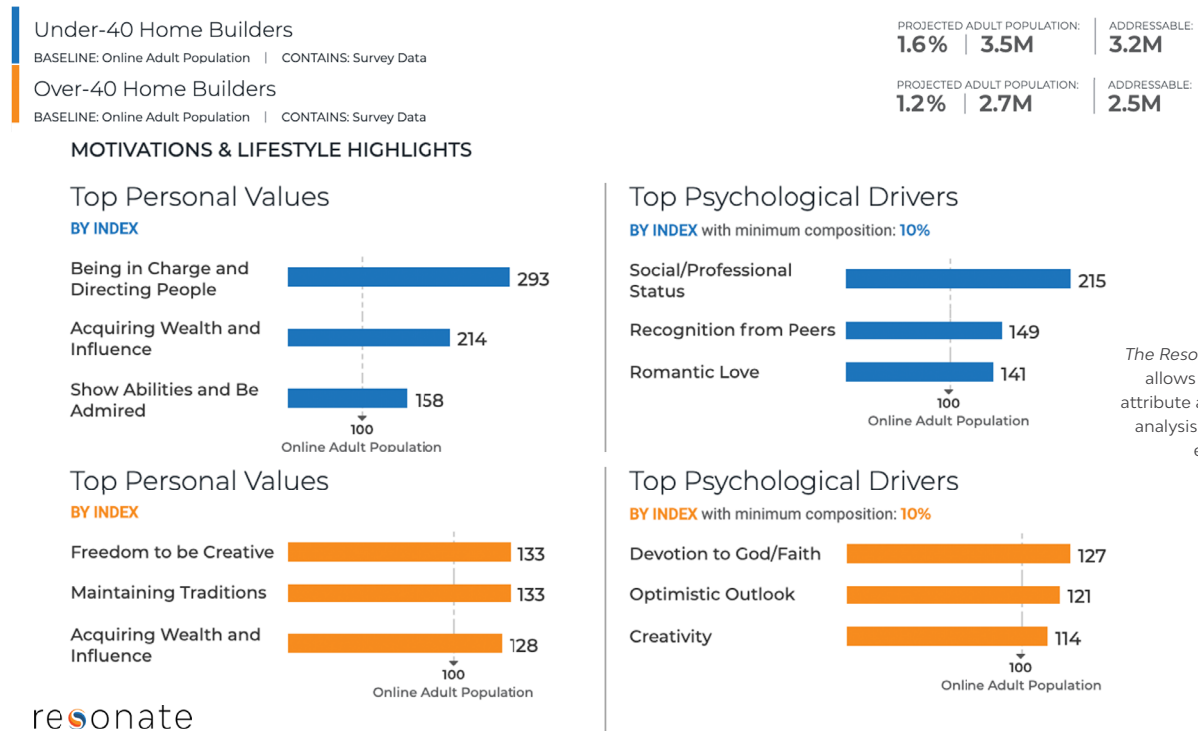 Under-40 Home Builders
BASELINE: Online Adult Population | CONTAINS: Survey Data
PROJECTED ADULT POPULATION:
1.6% | 3.5M
ADDRESSABLE:
3.2M
Over-40 Home Builders
BASELINE: Online Adult Population | CONTAINS: Survey Data
PROJECTED ADULT POPULATION:
1.2% | 2.7M
ADDRESSABLE:
2.5M
MOTIVATIONS & LIFESTYLE HIGHLIGHTS
Top Personal Values
BY INDEX
Being in Charge and
Directing People
293
Acquiring Wealth and
Influence
214
Show Abilities and Be
Admired
158
100
Online Adult Population
Top Psychological Drivers
BY INDEX with minimum composition: 10%
Social/Professional
Status
215
Recognition from Peers
149
Romantic Love
141
100
Online Adult Population
The Reso
allows
attribute a
analysis
e
Top Personal Values
BY INDEX
Freedom to be Creative
133
Maintaining Traditions
133
Acquiring Wealth and
Influence
128
100
Online Adult Population
Top Psychological Drivers
BY INDEX with minimum composition: 10%
Devotion to God/Faith
127
Optimistic Outlook
121
Creativity
114
100
Online Adult Population
resonate